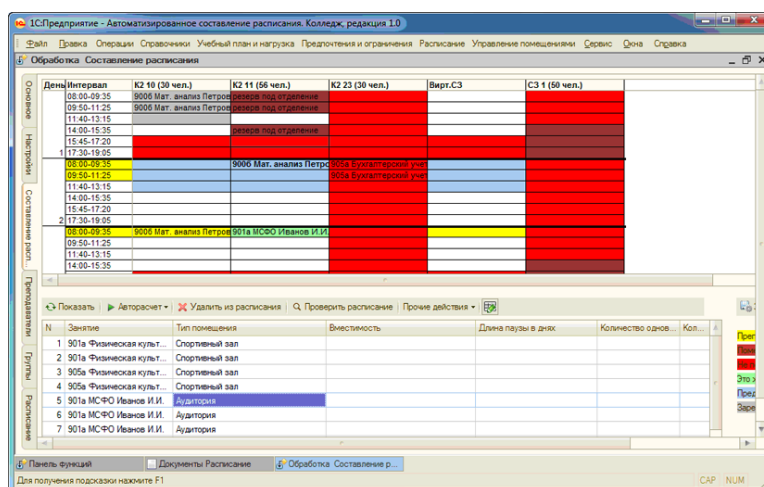 1С:Предприятие - Автоматизированное составление расписания. Колледж, редакция 1.0
Файл Правка Операции Справочники Учебный план и нагрузка Предпочтения и ограничения Расписание Управление помещениями Сервис Окна Справка
Обработка Составление расписания
Основное
Настройки
Составление расп...
Преподаватели
Группы
Расписание
День Интервал К2 10 (30 чел.) К2 11 (56 чел.) К2 23 (30 чел.) Вирт.СЗ СЗ 1 (50 чел.)
08:00-09:35 900б Мат. анализ Петров резерв под отделение
09:50-11:25 900б Мат. анализ Петров резерв под отделение
11:40-13:15
14:00-15:35 резерв под отделение
15:45-17:20
1 17:30-19:05
08:00-09:35 900б Мат. анализ Петро 905а Бухгалтерский учет
09:50-11:25 905а Бухгалтерский учет
11:40-13:15
14:00-15:35
15:45-17:20
2 17:30-19:05
08:00-09:35 900б Мат. анализ Петров 901а МСФО Иванов И.И.
09:50-11:25
11:40-13:15
14:00-15:35
Показать Авторасчет Удалить из расписания Проверить расписание Прочие действия
N Занятие Тип помещения Вместимость Длина паузы в днях Количество однов... Кол...
1 901а Физическая культ... Спортивный зал
2 901а Физическая культ... Спортивный зал
3 905а Физическая культ... Спортивный зал
4 905а Физическая культ... Спортивный зал
5 901а МСФО Иванов И.И. Аудитория
6 901а МСФО Иванов И.И. Аудитория
7 901а МСФО Иванов И.И. Аудитория
Преп
Это з
Пред
Заре
Панель функций Документы Расписание Обработка Составление р...
Для получения подсказки нажмите F1 CAP NUM